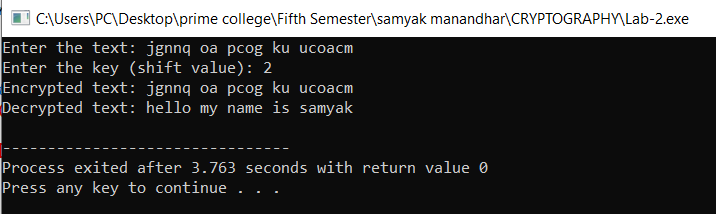 C:\Users\PC\Desktop\prime college\Fifth Semester\samyak manandhar\CRYPTOGRAPHY\Lab-2.exe
Enter the text: jgnnq oa pcog ku ucoacm
Enter the key (shift value): 2
Encrypted text: jgnnq oa pcog ku ucoacm
Decrypted text: hello my name is samyak
--------------------------------
Process exited after 3.763 seconds with return value 0
Press any key to continue . . .